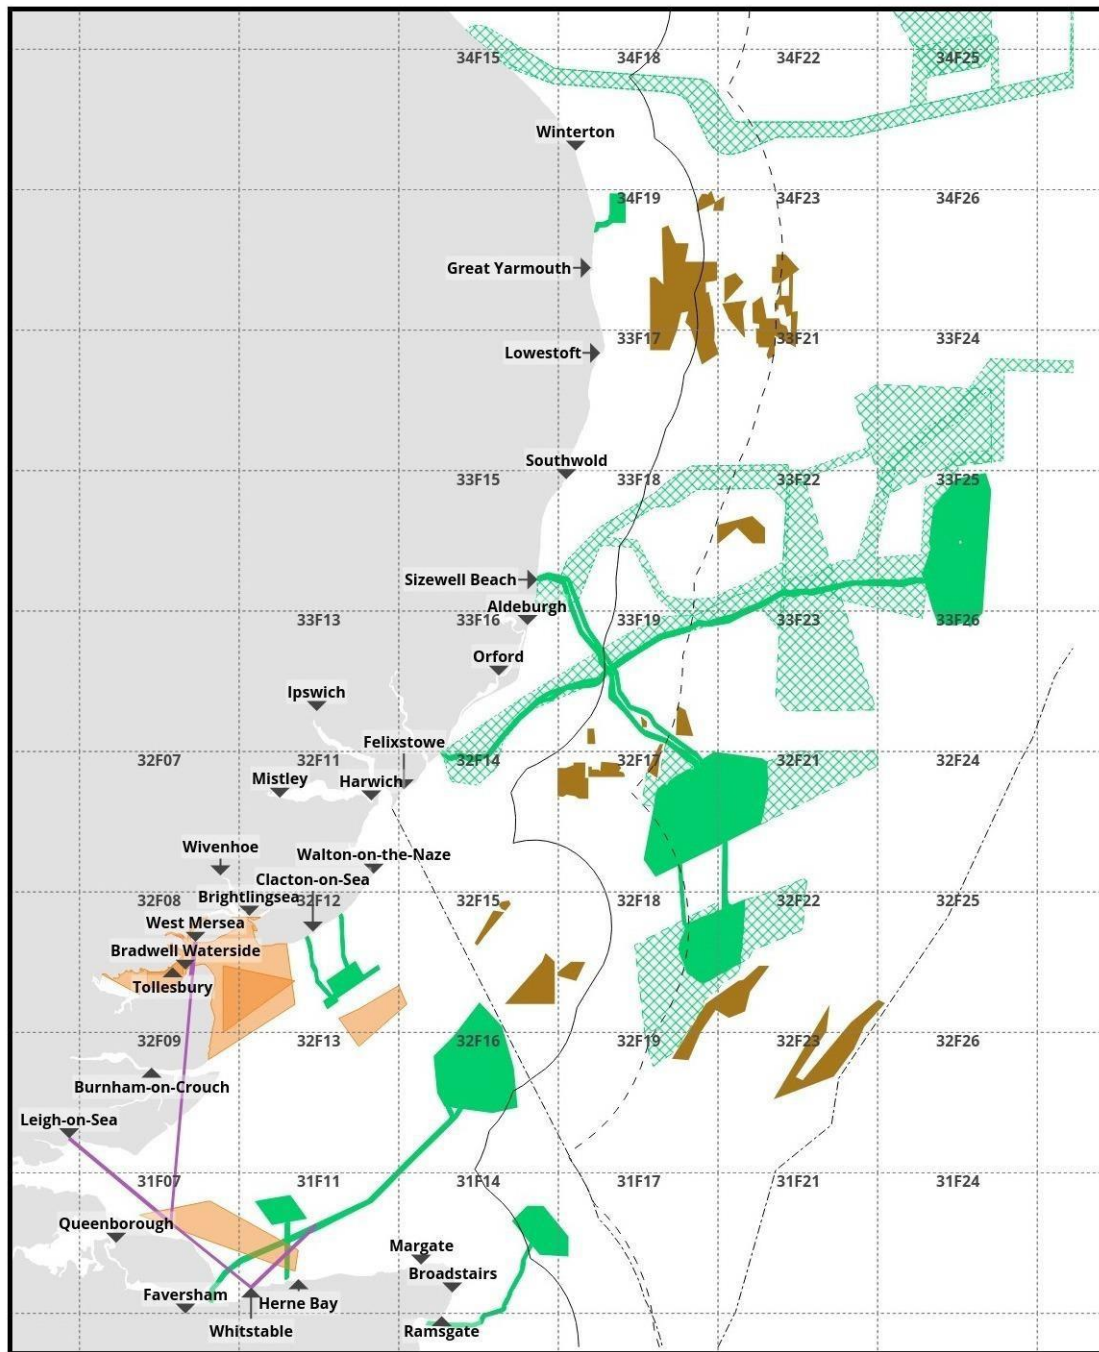 34F15 34F18 34F22 34F25
Winterton
34F19 34F23 34F26
Great Yarmouth
33F17 33F21 33F24
Lowestoft
Southwold
33F15 33F18 33F22 33F25
Sizewell Beach
Aldeburgh
33F13 33F16 33F19 33F23 33F26
Orford
Ipswich
Felixstowe
32F07 32F11 32F14 32F17 32F21 32F24
Mistley Harwich
Wivenhoe
Walton-on-the-Naze
Clacton-on-Sea
Brightlingsea
32F08 32F12 32F15 32F18 32F22 32F25
West Mersea
Bradwell Waterside
Tollesbury
32F09 32F13 32F16 32F19 32F23 32F26
Burnham-on-Crouch
Leigh-on-Sea
31F07 31F11 31F14 31F17 31F21 31F24
Queenborough
Margate
Broadstairs
Faversham
Herne Bay
Whitstable
Ramsgate